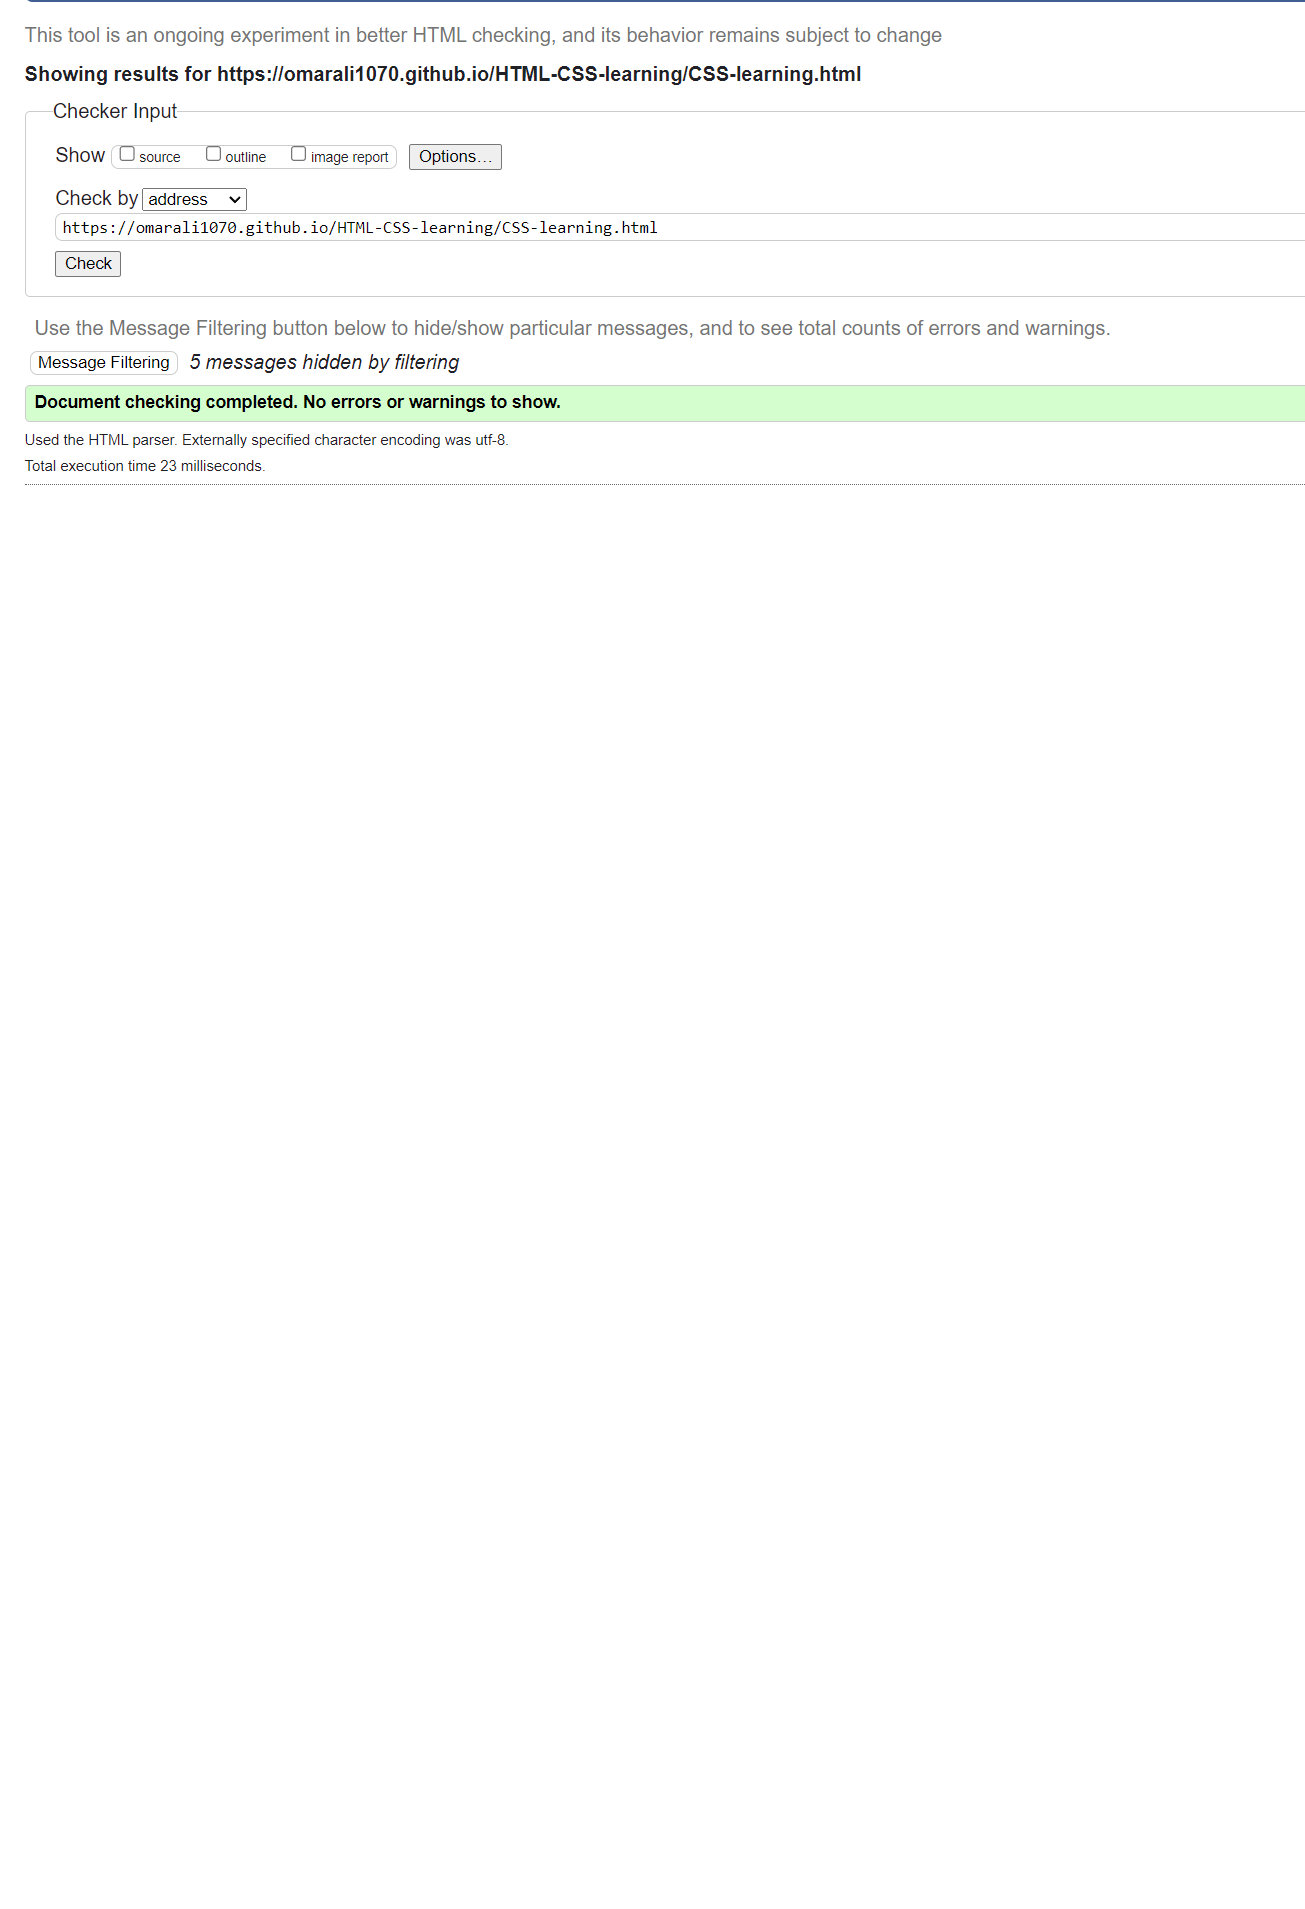 This tool is an ongoing experiment in better HTML checking, and its behavior remains subject to change
Showing results for https://omarali1070.github.io/HTML-CSS-learning/CSS-learning.html
Checker Input
Show source outline image report Options...
Check by address
https://omarali1070.github.io/HTML-CSS-learning/CSS-learning.html
Check
Use the Message Filtering button below to hide/show particular messages, and to see total counts of errors and warnings.
Message Filtering 5 messages hidden by filtering
Document checking completed. No errors or warnings to show.
Used the HTML parser. Externally specified character encoding was utf-8.
Total execution time 23 milliseconds.